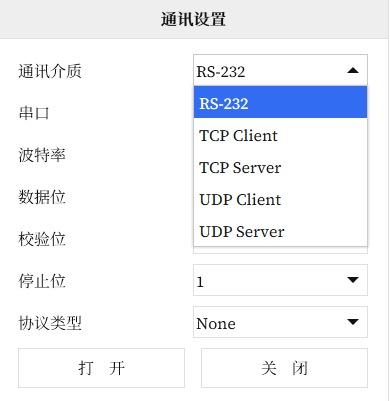 通讯设置
通讯介质 RS-232
RS-232
串口
TCP Client
波特率
TCP Server
数据位
UDP Client
校验位
UDP Server
停止位 1
协议类型 None
打 开 关 闭